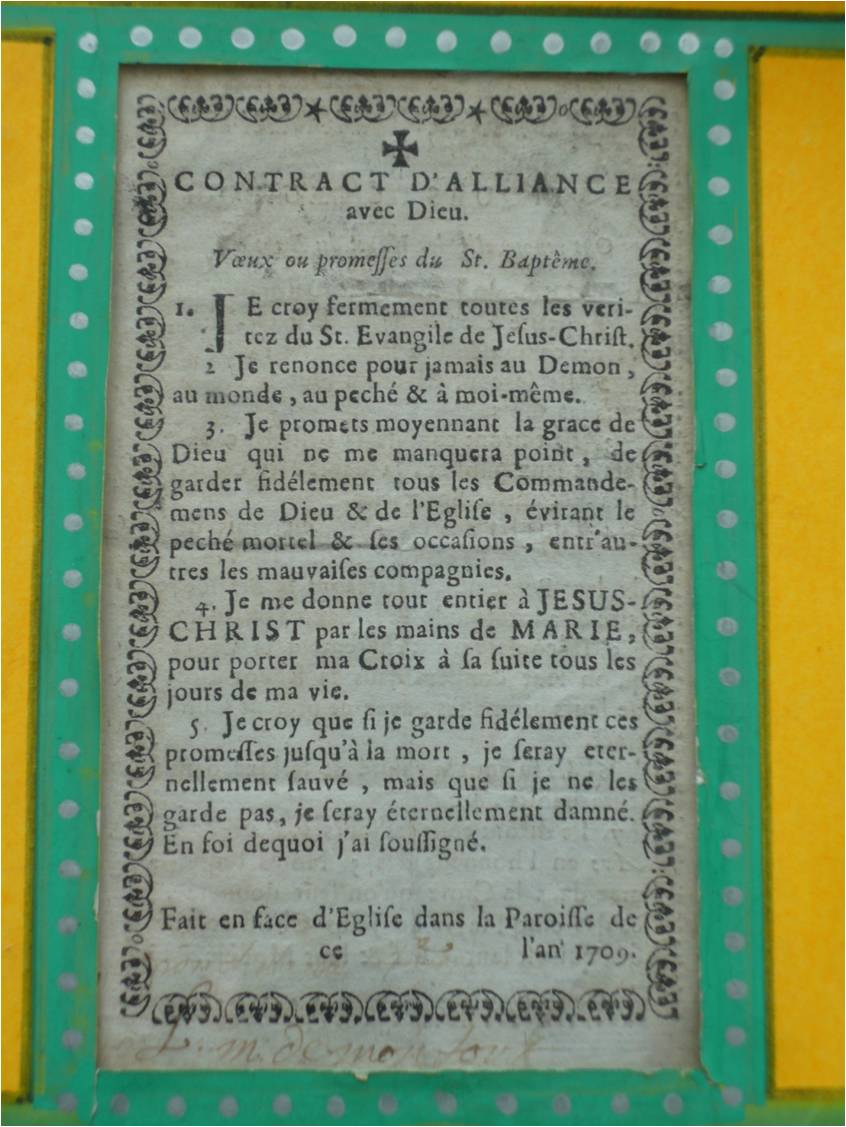 CONTRACT D'ALLIANCE
avec Dieu.
Vœux ou promeſſes du St. Baptême.
1. JE croy fermement toutes les veri-
tez du St. Evangile de Jeſus-Chriſt.
2 Je renonce pour jamais au Demon,
au monde, au peché & à moi-même.
3. Je promets moyennant la grace de
Dieu qui ne me manquera point, de
garder fidélement tous les Commande-
mens de Dieu & de l'Egliſe, évitant le
peché mortel & ſes occaſions, entr'au-
tres les mauvaiſes compagnies.
4. Je me donne tout entier à JESUS-
CHRIST par les mains de MARIE,
pour porter ma Croix à ſa ſuite tous les
jours de ma vie.
5. Je croy que ſi je garde fidélement ces
promeſſes juſqu'à la mort, je ſeray eter-
nellement ſauvé, mais que ſi je ne les
garde pas, je ſeray éternellement damné.
En foi dequoi j'ai ſouſſigné.
Fait en face d'Egliſe dans la Paroiſſe de
ce l'an 1709.
L. m. de montfort